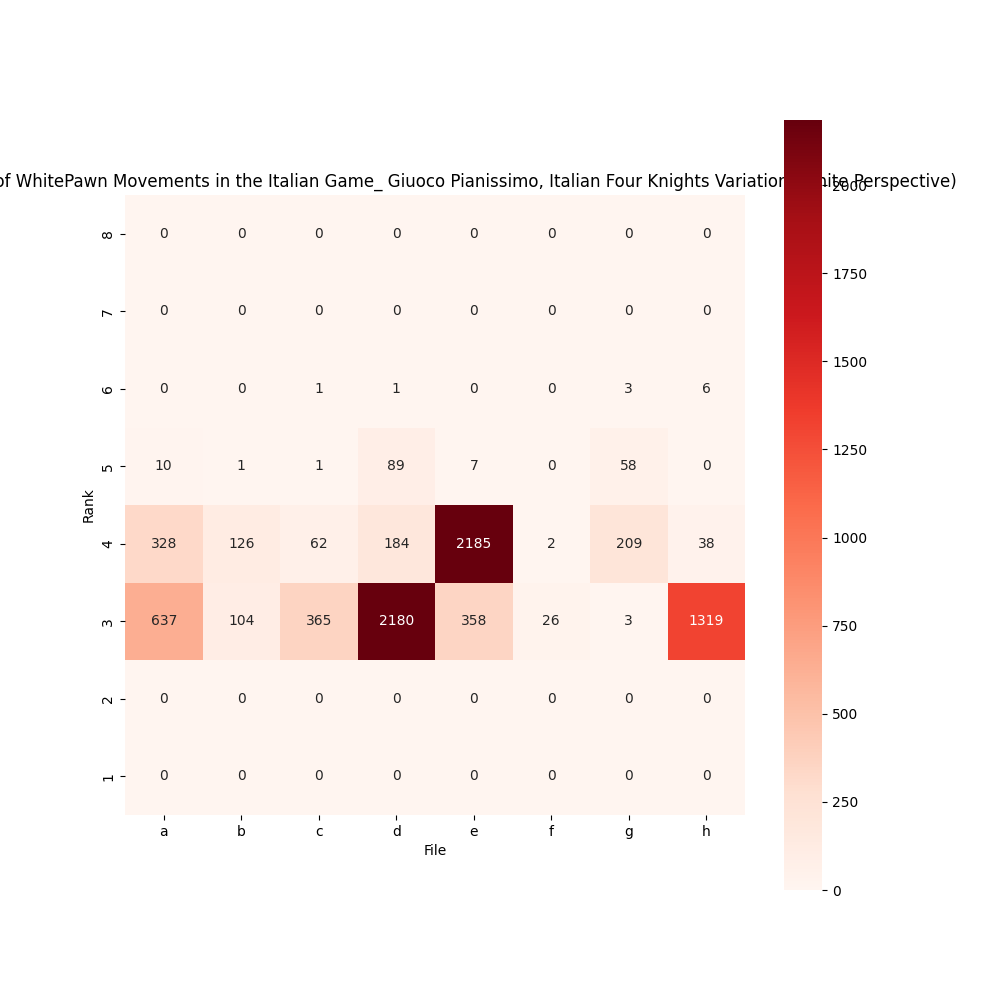 of WhitePawn Movements in the Italian Game_ Giuoco Pianissimo, Italian Four Knights Variation Perspective)
2000
8 0 0 0 0 0 0 0 0
7 0 0 0 0 0 0 0 0
1750
6 0 0 1 1 0 0 3 6
1500
5 10 1 1 89 7 0 58 0
1250
Rank
4 328 126 62 184 2185 2 209 38
1000
3 637 104 365 2180 358 26 3 1319
750
2 0 0 0 0 0 0 0 0
500
1 0 0 0 0 0 0 0 0
250
a b c d e f g h
File
0